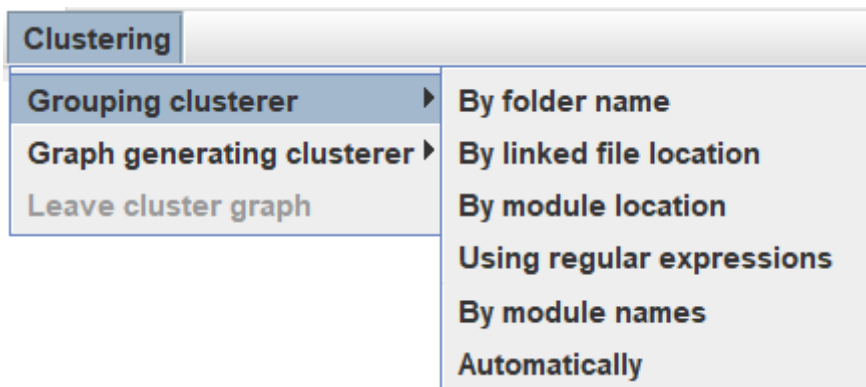 Clustering
Grouping clusterer
Graph generating clusterer
Leave cluster graph
By folder name
By linked file location
By module location
Using regular expressions
By module names
Automatically